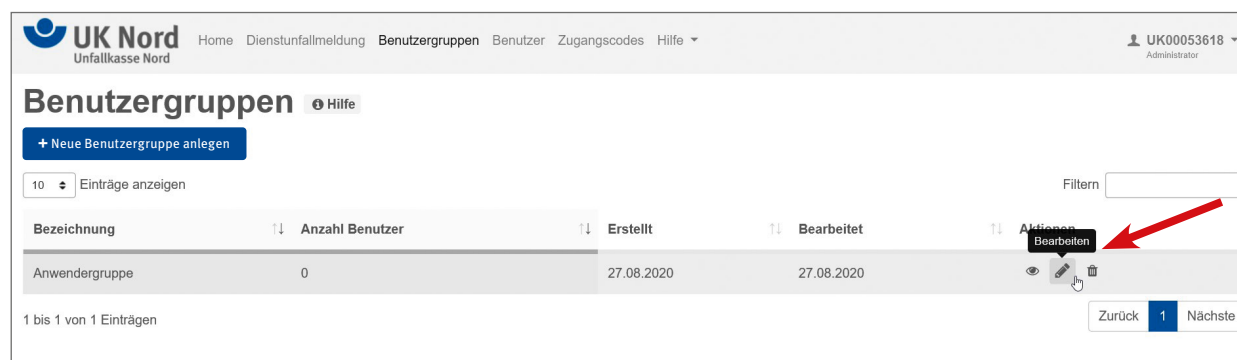 UK Nord
Unfallkasse Nord
Home Dienstunfallmeldung Benutzergruppen Benutzer Zugangscodes Hilfe
UK00053618
Administrator
Benutzergruppen Hilfe
+ Neue Benutzergruppe anlegen
10 Einträge anzeigen
Filtern
Bezeichnung Anzahl Benutzer Erstellt Bearbeitet Aktionen
Bearbeiten
Anwendergruppe 0 27.08.2020 27.08.2020
1 bis 1 von 1 Einträgen
Zurück 1 Nächste